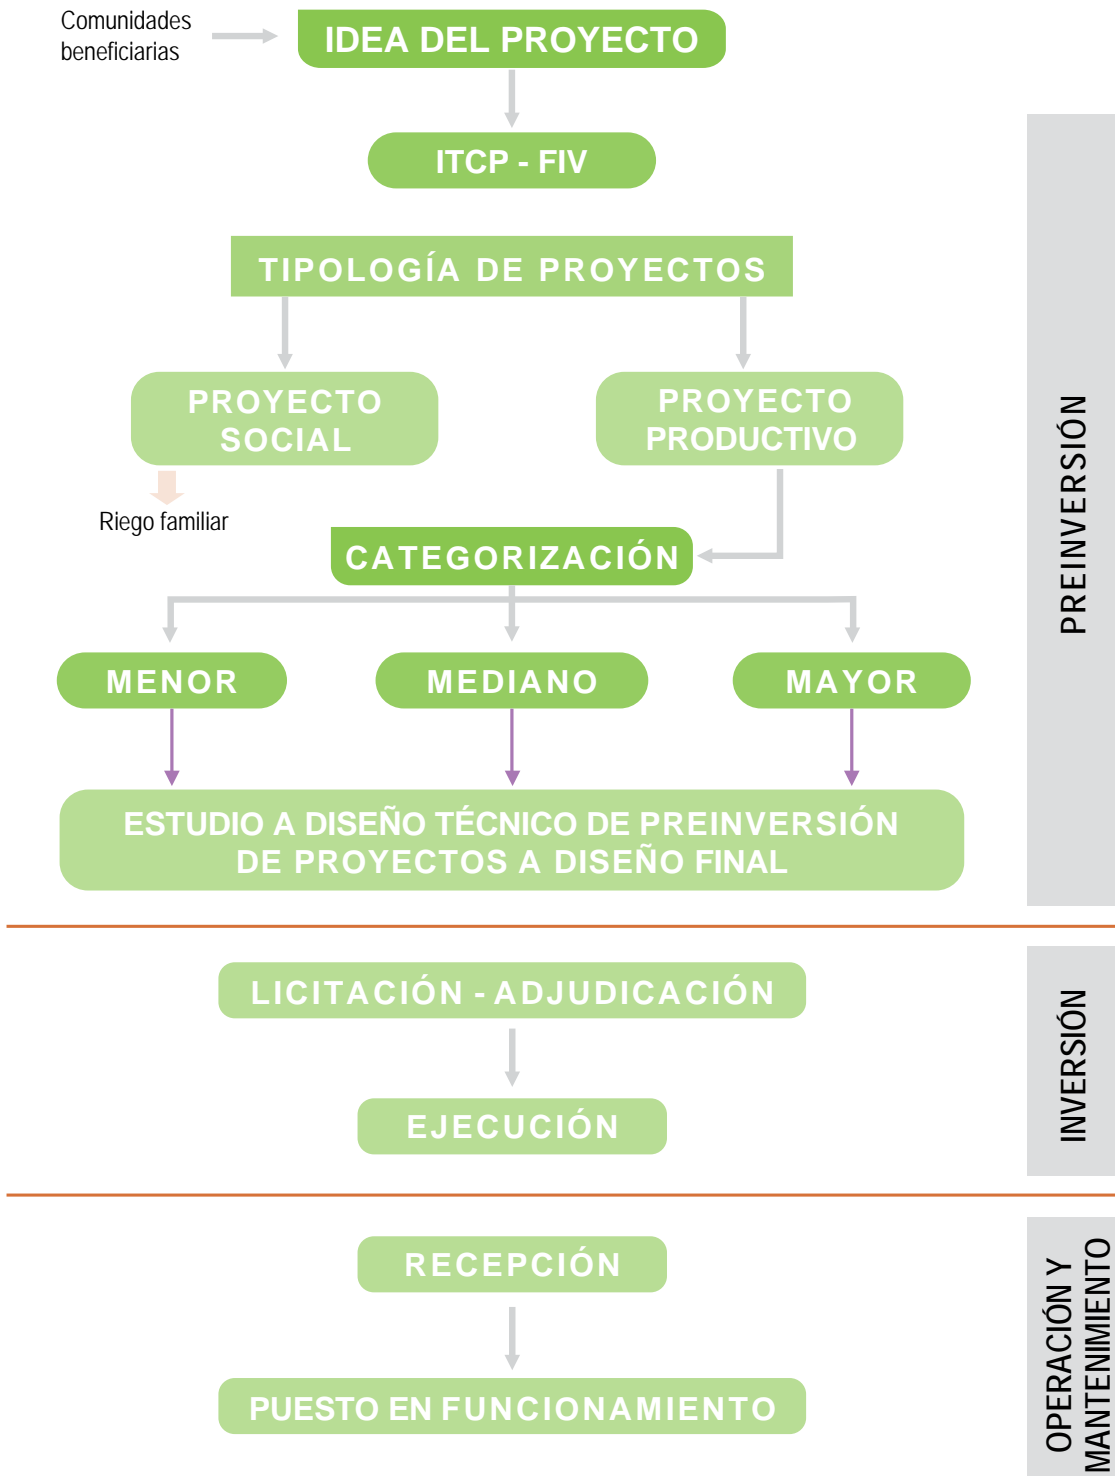 Comunidades
beneficiarias
IDEA DEL PROYECTO
ITCP - FIV
TIPOLOGÍA DE PROYECTOS
PROYECTO
SOCIAL
PROYECTO
PRODUCTIVO
Riego familiar
CATEGORIZACIÓN
MENOR
MEDIANO
MAYOR
ESTUDIO A DISEÑO TÉCNICO DE PREINVERSIÓN
DE PROYECTOS A DISEÑO FINAL
PREINVERSIÓN
LICITACIÓN - ADJUDICACIÓN
EJECUCIÓN
INVERSIÓN
RECEPCIÓN
PUESTO EN FUNCIONAMIENTO
OPERACIÓN Y
MANTENIMIENTO